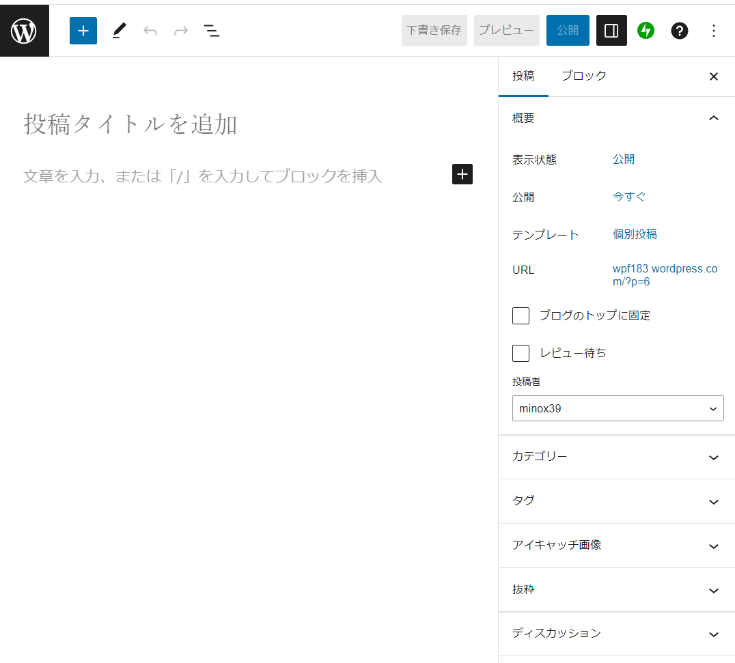 下書き保存 プレビュー 公開
投稿 ブロック
投稿タイトルを追加
文章を入力、または「/」を入力してブロックを挿入
概要
表示状態 公開
公開 今すぐ
テンプレート 個別投稿
URL wpf183.wordpress.co
m/?p=6
ブログのトップに固定
レビュー待ち
投稿者
minox39
カテゴリー
タグ
アイキャッチ画像
抜粋
ディスカッション